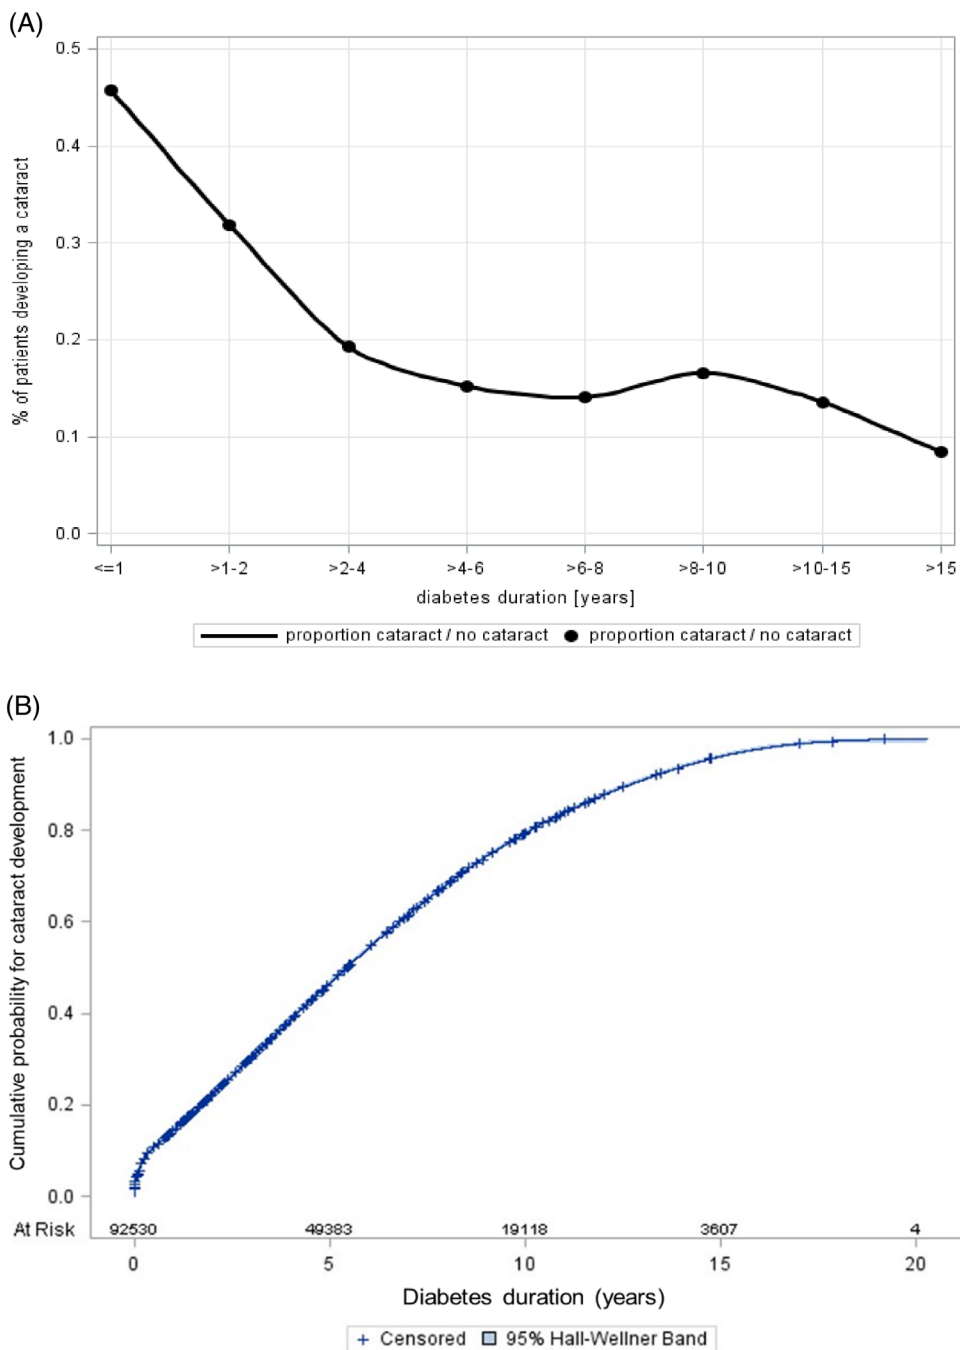 (A)
0.5
0.4
0.3
0.2
0.1
0.0
% of patients developing a cataract
<=1 >1-2 >2-4 >4-6 >6-8 >8-10 >10-15 >15
diabetes duration [years]
proportion cataract / no cataract proportion cataract / no cataract
(B)
1.0
0.8
0.6
0.4
0.2
0.0
Cumulative probability for cataract development
At Risk 92530 49383 19118 3607 4
0 5 10 15 20
Diabetes duration (years)
Censored 95% Hall-Wellner Band